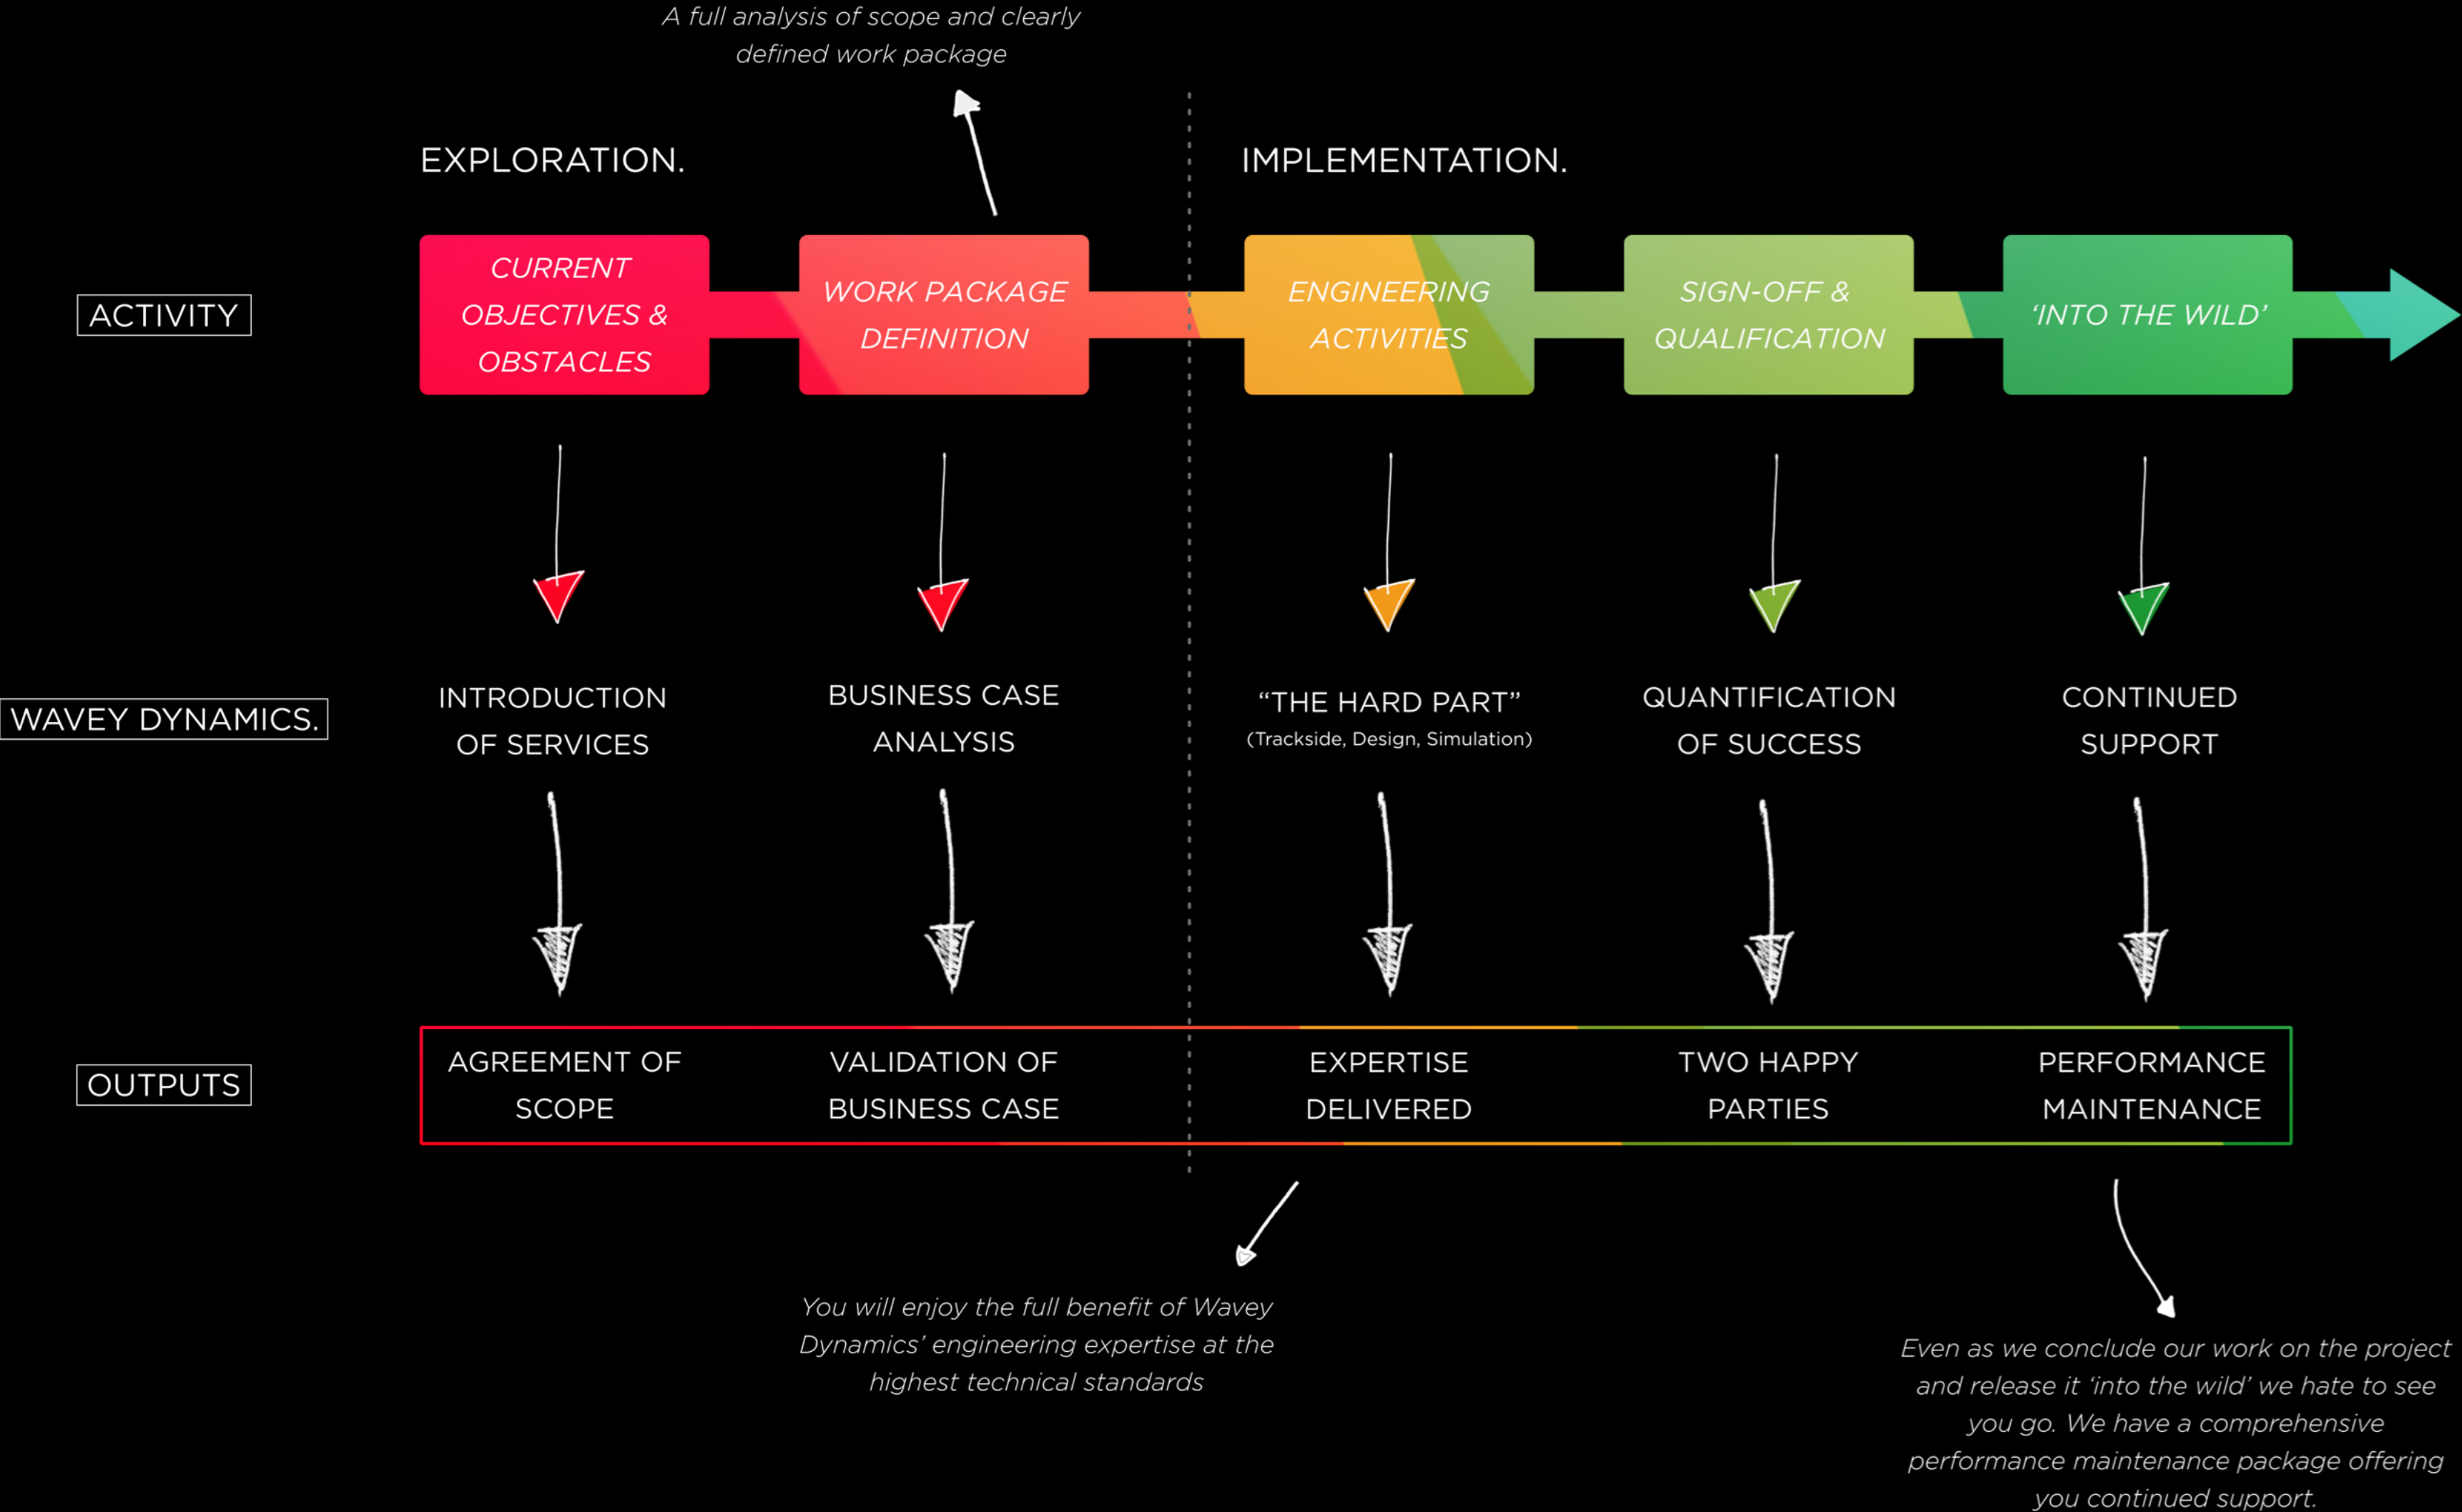 A full analysis of scope and clearly
defined work package
EXPLORATION.
IMPLEMENTATION.
ACTIVITY
CURRENT
OBJECTIVES &
OBSTACLES
WORK PACKAGE
DEFINITION
ENGINEERING
ACTIVITIES
SIGN-OFF &
QUALIFICATION
‘INTO THE WILD’
WAVEY DYNAMICS.
INTRODUCTION
OF SERVICES
BUSINESS CASE
ANALYSIS
“THE HARD PART”
(Trackside, Design, Simulation)
QUANTIFICATION
OF SUCCESS
CONTINUED
SUPPORT
OUTPUTS
AGREEMENT OF
SCOPE
VALIDATION OF
BUSINESS CASE
EXPERTISE
DELIVERED
TWO HAPPY
PARTIES
PERFORMANCE
MAINTENANCE
You will enjoy the full benefit of Wavey
Dynamics’ engineering expertise at the
highest technical standards
Even as we conclude our work on the project
and release it ‘into the wild’ we hate to see
you go. We have a comprehensive
performance maintenance package offering
you continued support.